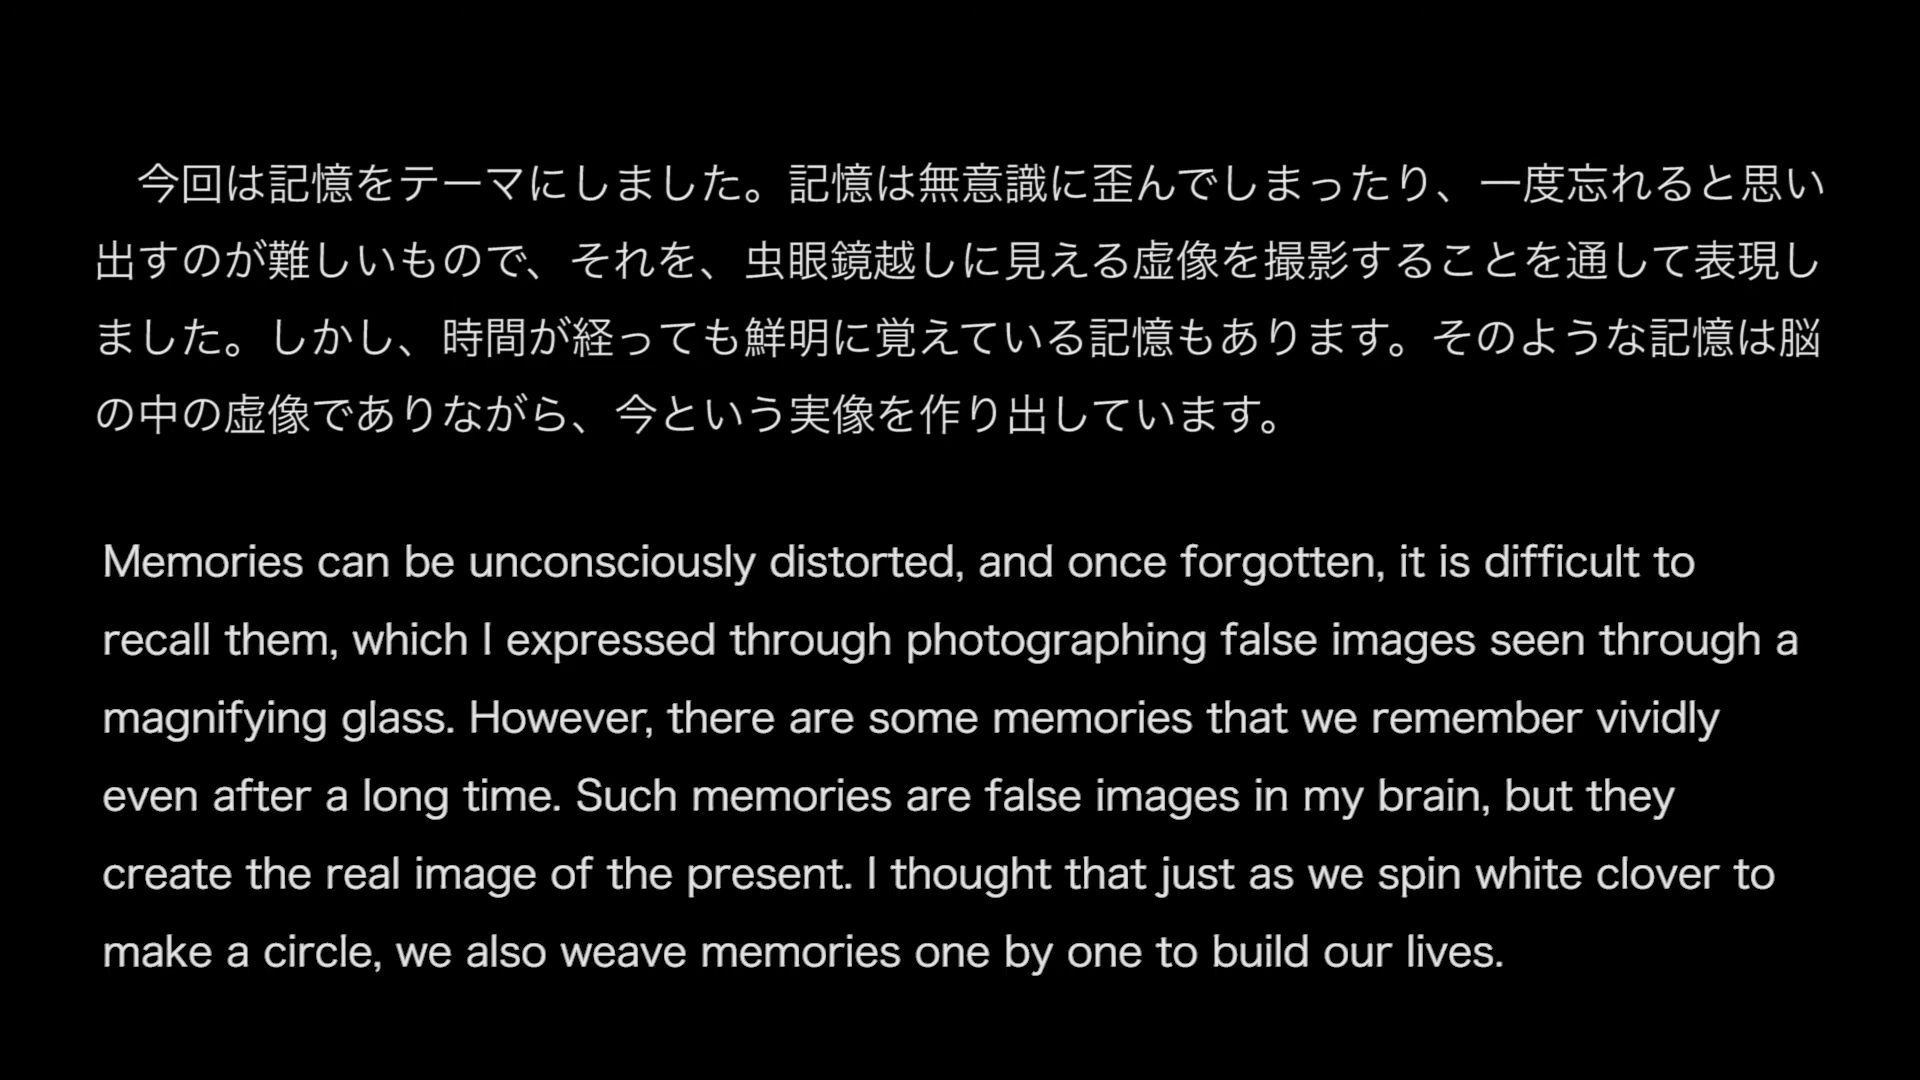 今回は記憶をテーマにしました。記憶は無意識に歪んでしまったり、一度忘れると思い
出すのが難しいもので、それを、虫眼鏡越しに見える虚像を撮影することを通して表現し
ました。しかし、時間が経っても鮮明に覚えている記憶もあります。そのような記憶は脳
の中の虚像でありながら、今という実像を作り出しています。
Memories can be unconsciously distorted, and once forgotten, it is difficult to
recall them, which I expressed through photographing false images seen through a
magnifying glass. However, there are some memories that we remember vividly
even after a long time. Such memories are false images in my brain, but they
create the real image of the present. I thought that just as we spin white clover to
make a circle, we also weave memories one by one to build our lives.